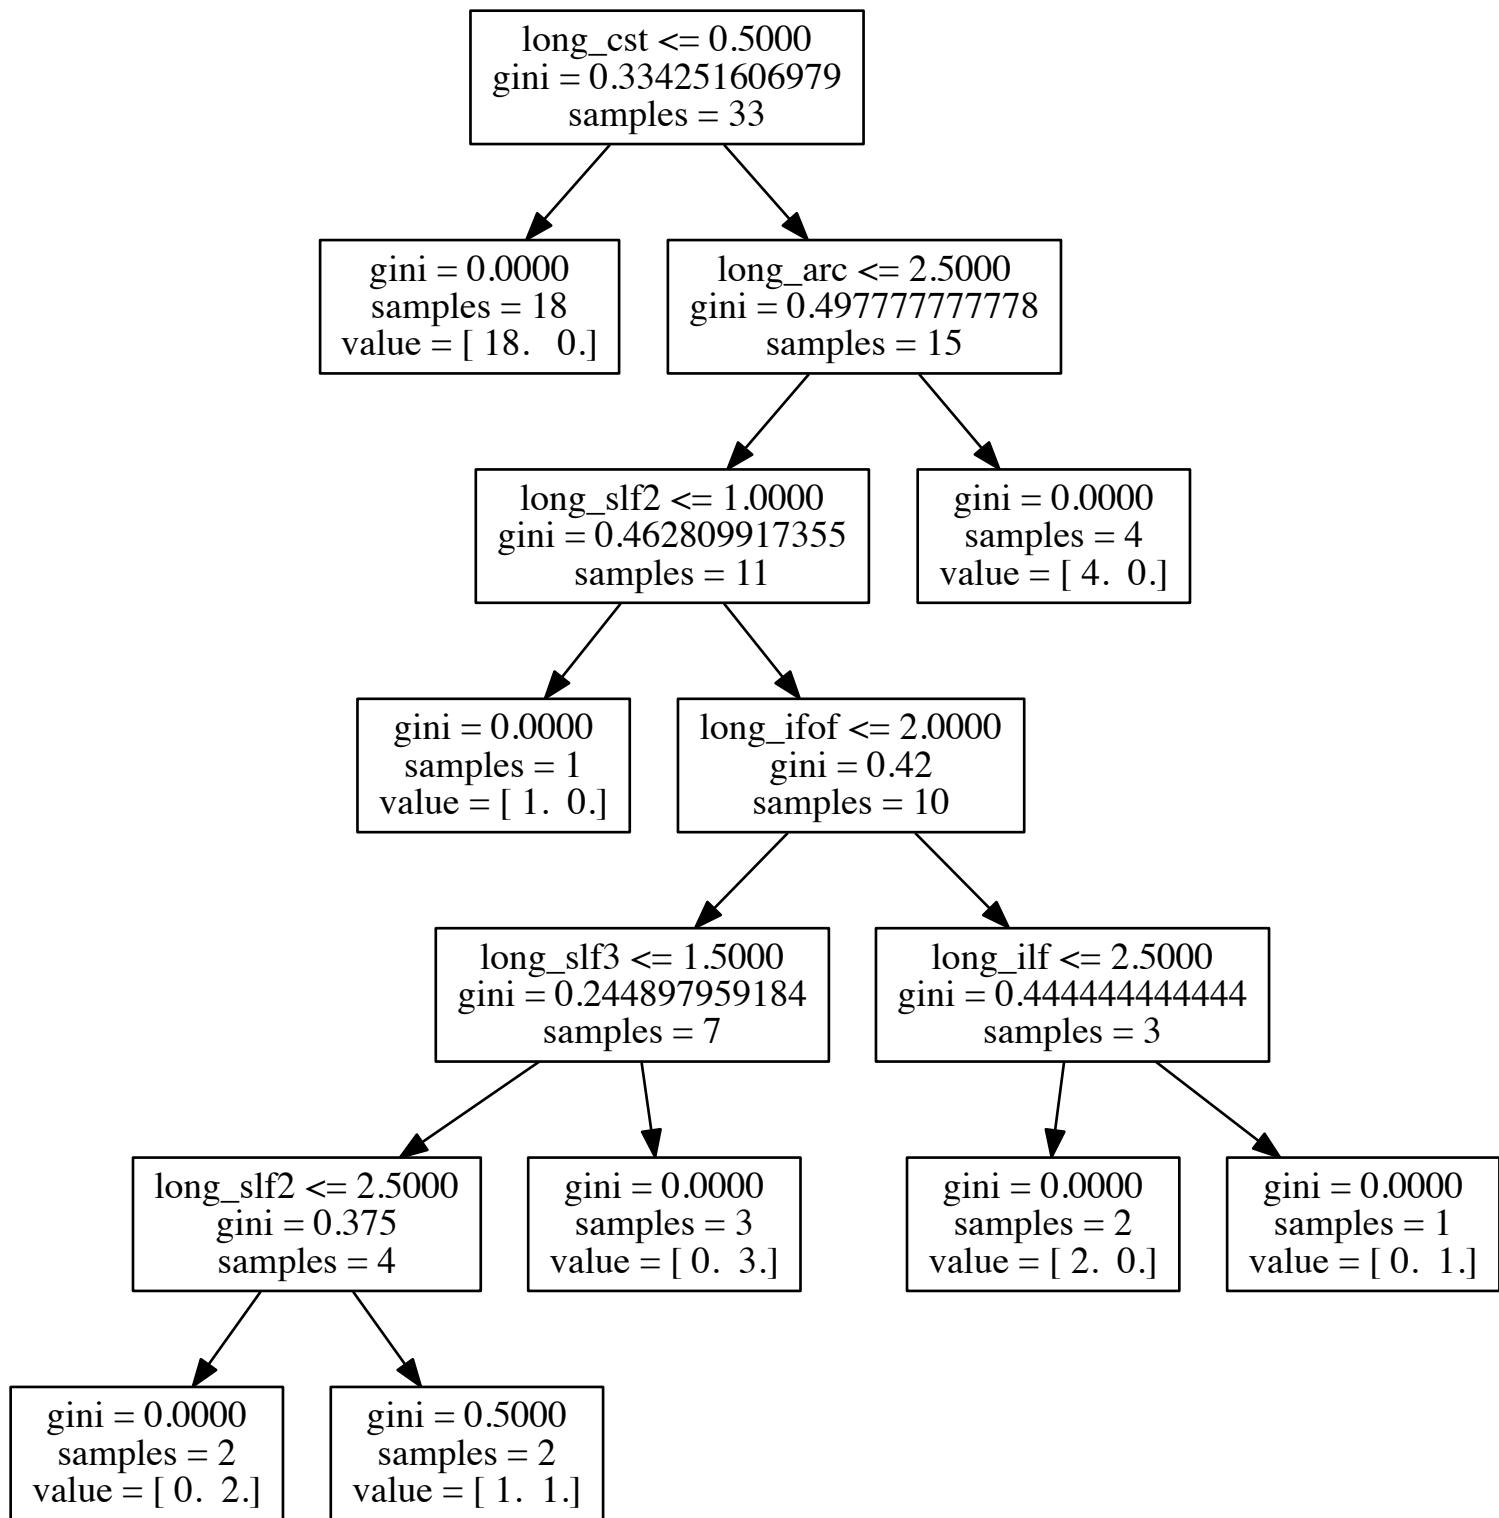 long_cst <= 0.5000
gini = 0.334251606979
samples = 33
gini = 0.0000
samples = 18
value = [ 18.   0.]
long_arc <= 2.5000
gini = 0.497777777778
samples = 15
long_slf2 <= 1.0000
gini = 0.462809917355
samples = 11
gini = 0.0000
samples = 4
value = [ 4.  0.]
gini = 0.0000
samples = 1
value = [ 1.  0.]
long_ifof <= 2.0000
gini = 0.42
samples = 10
long_slf3 <= 1.5000
gini = 0.244897959184
samples = 7
long_ilf <= 2.5000
gini = 0.444444444444
samples = 3
long_slf2 <= 2.5000
gini = 0.375
samples = 4
gini = 0.0000
samples = 3
value = [ 0.  3.]
gini = 0.0000
samples = 2
value = [ 2.  0.]
gini = 0.0000
samples = 1
value = [ 0.  1.]
gini = 0.0000
samples = 2
value = [ 0.  2.]
gini = 0.5000
samples = 2
value = [ 1.  1.]